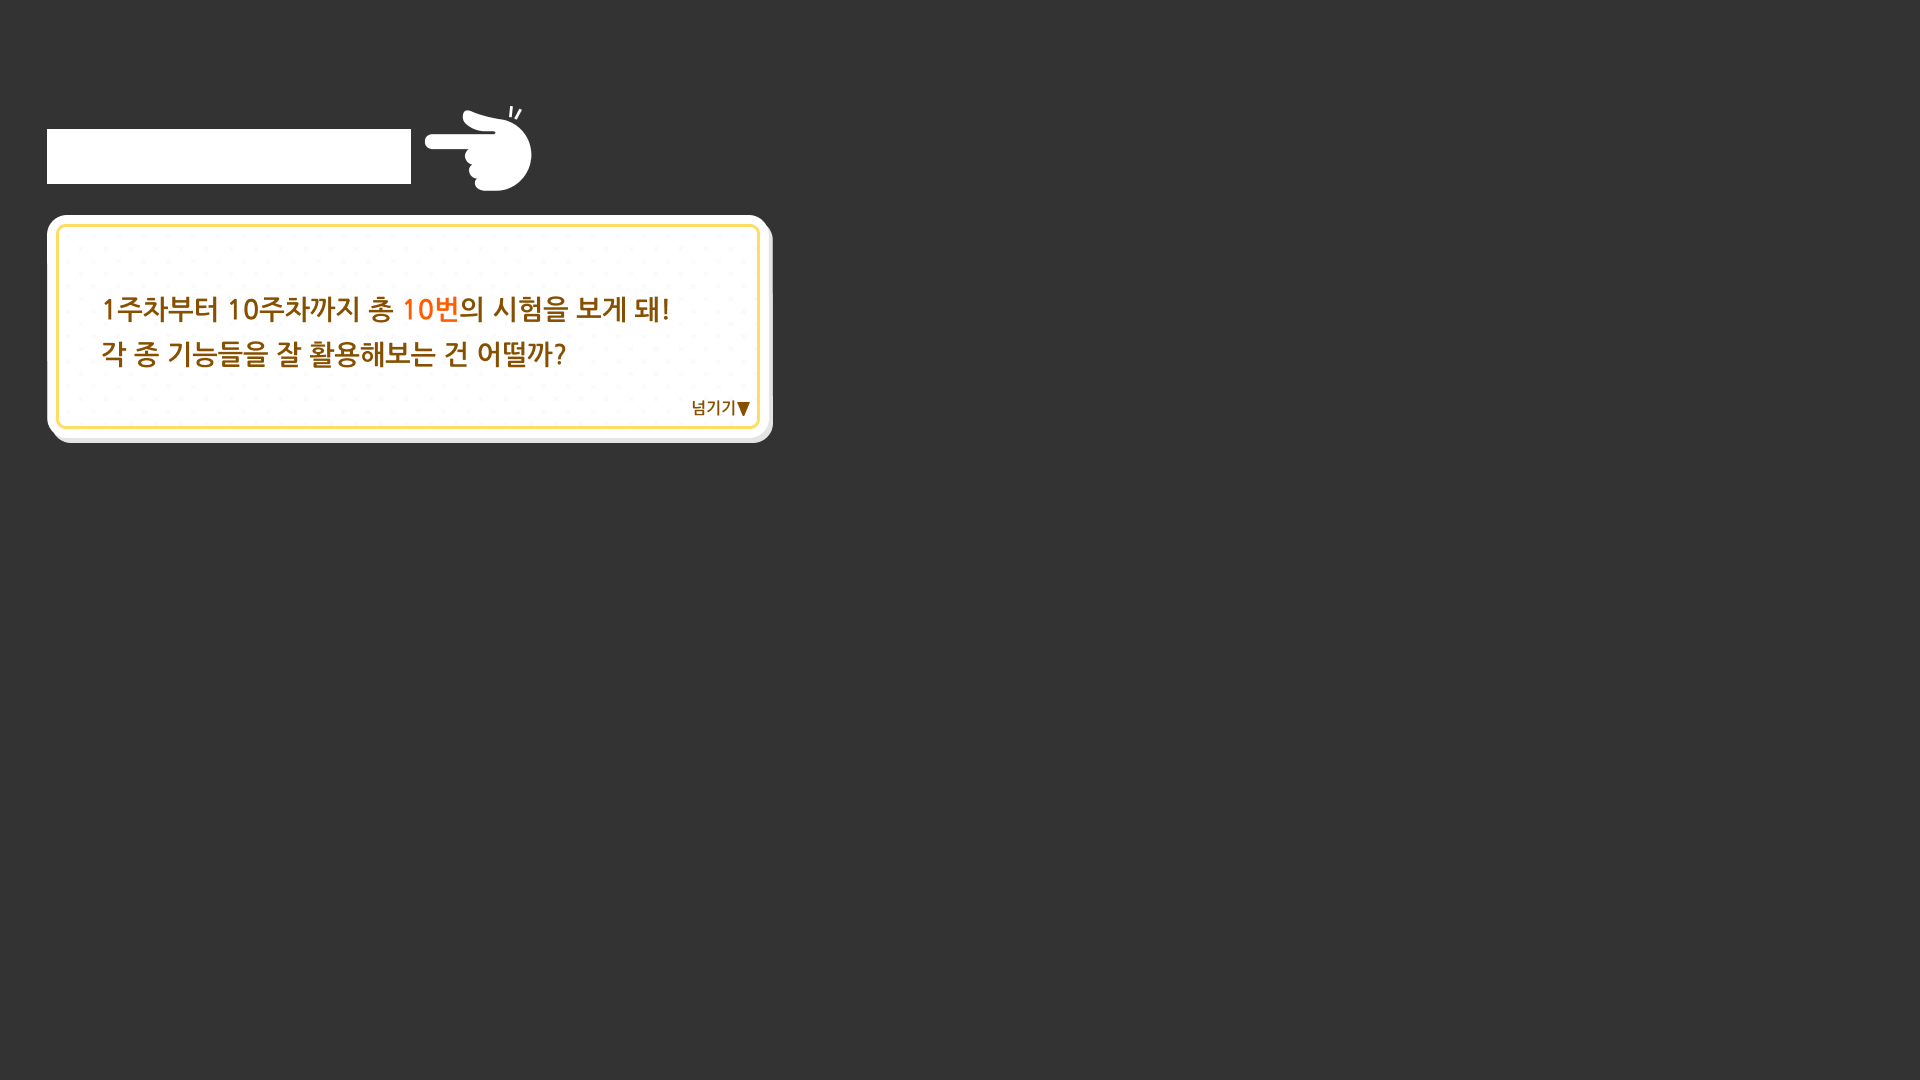 1주차부터 10주차까지 총 10번의 시험을 보게 돼!
각 종 기능들을 잘 활용해보는 건 어떨까?
넘기기▼